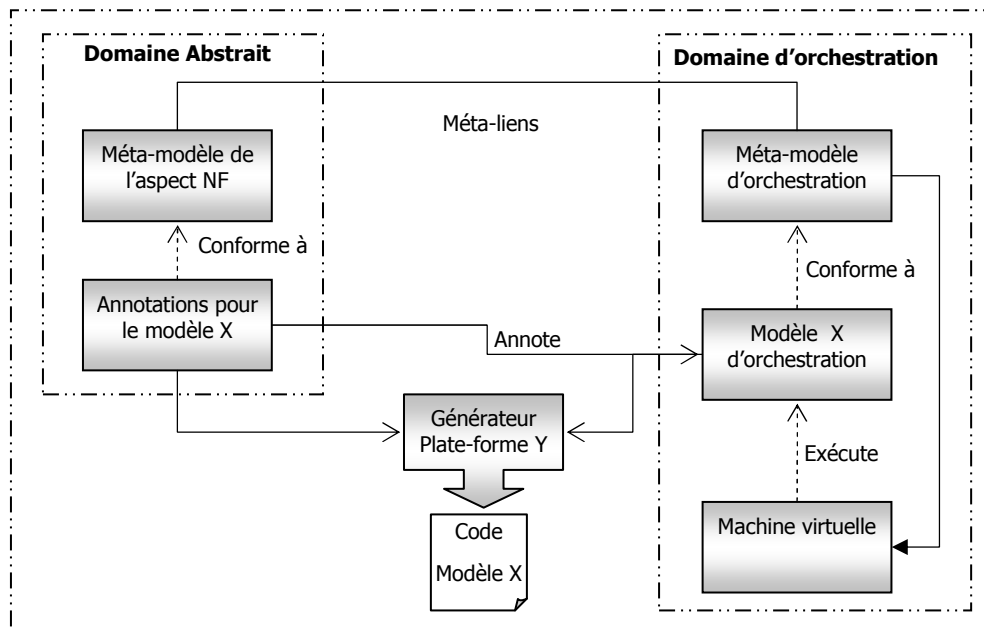 Domaine Abstrait
Domaine d'orchestration
Méta-liens
Méta-modèle de
l'aspect NF
Méta-modèle
d'orchestration
Conforme à
Conforme à
Annotations pour
le modèle X
Annote
Modèle X
d'orchestration
Générateur
Plate-forme Y
Exécute
Code
Modèle X
Machine virtuelle